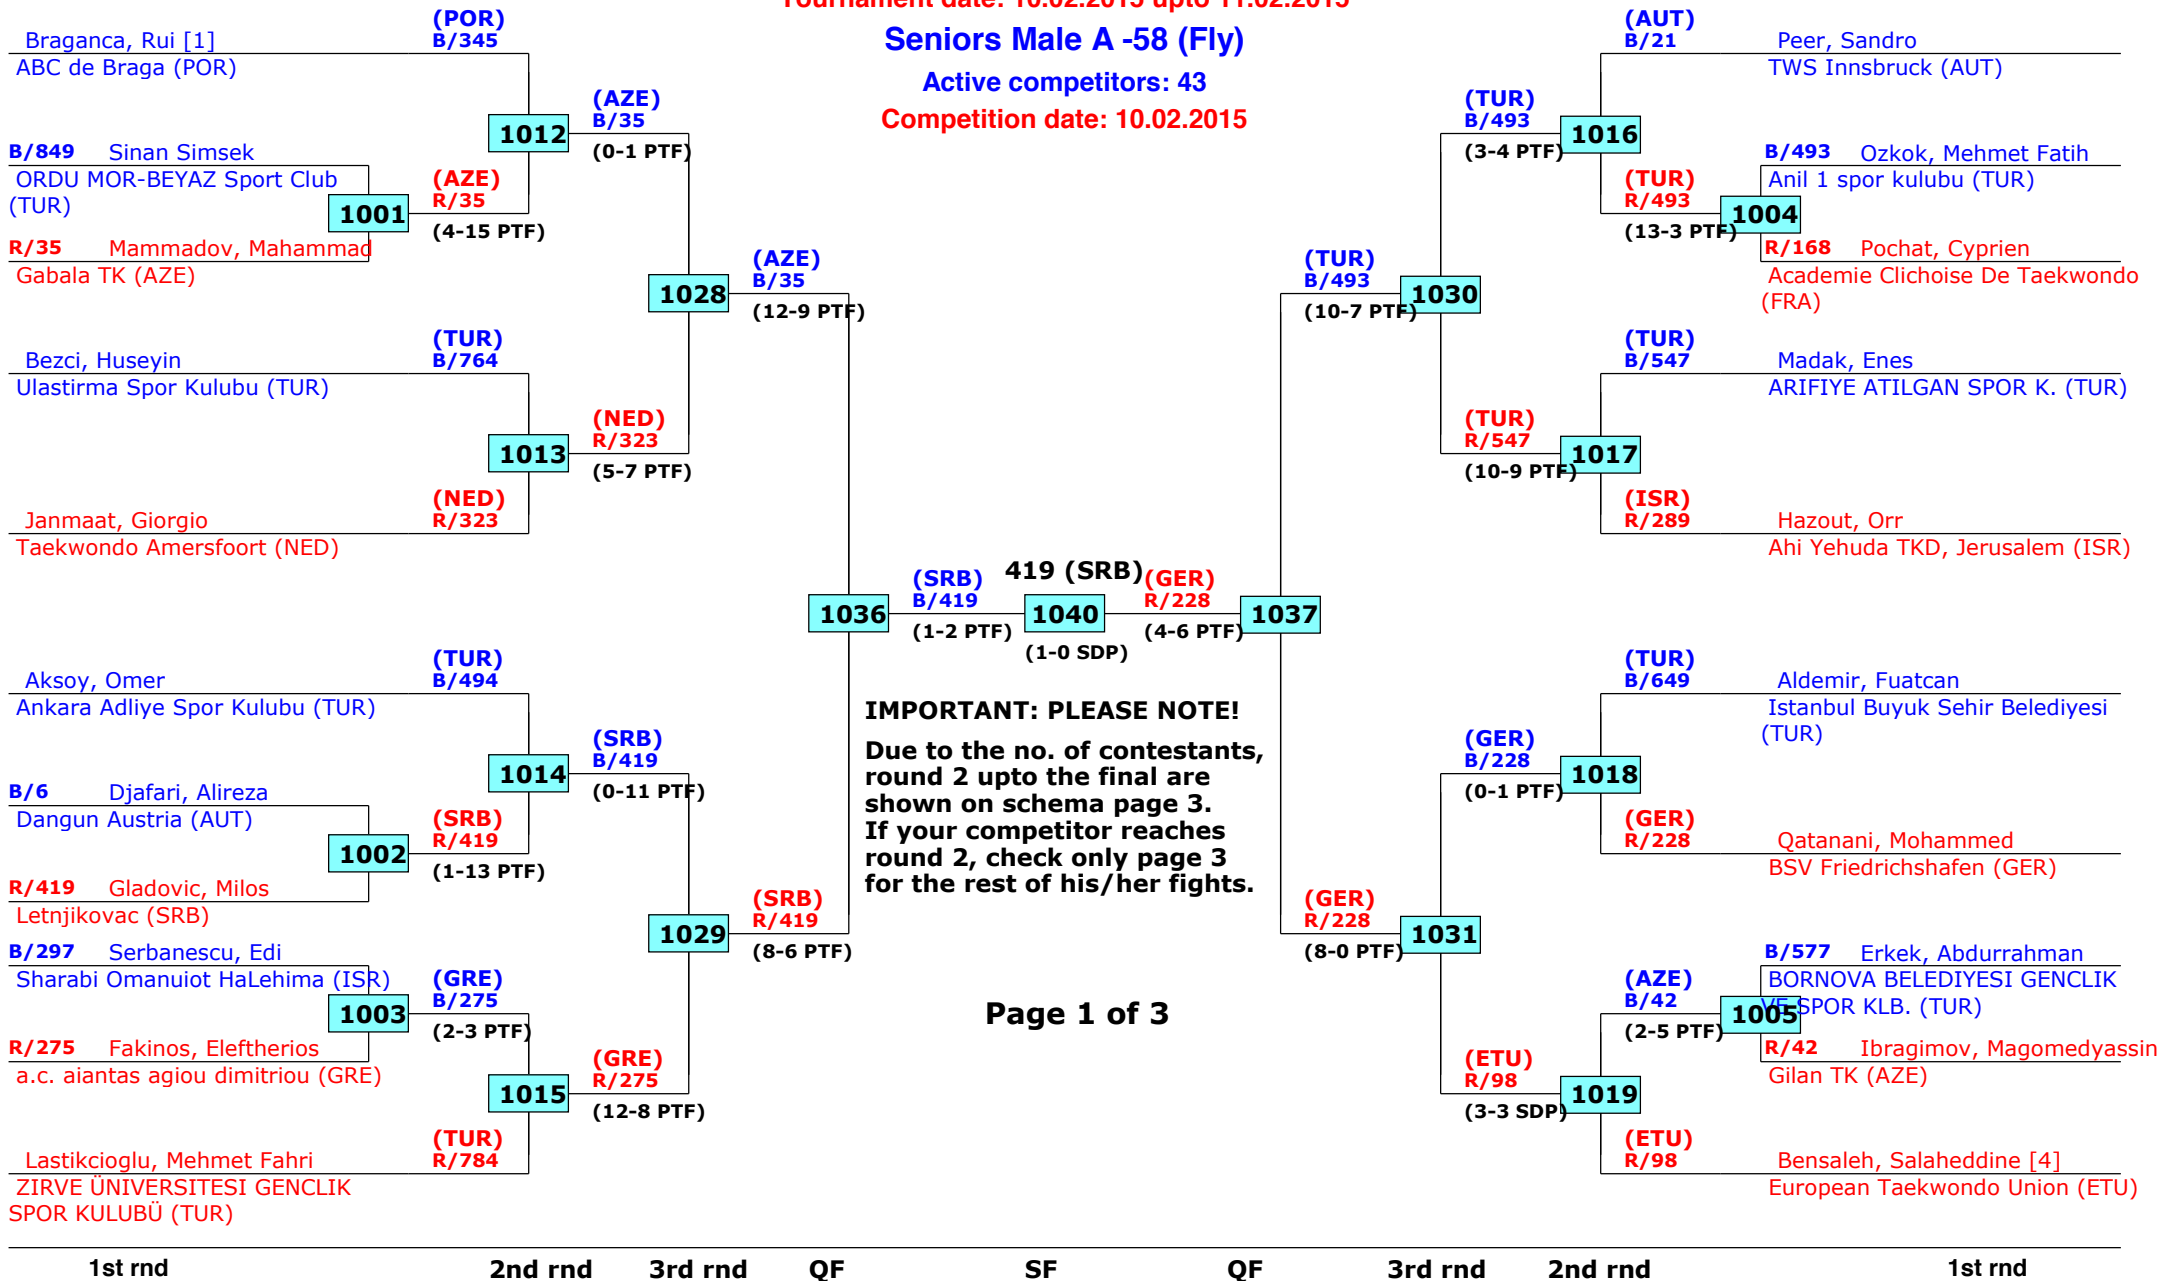 Tournament date: 10.02.2015 upto 11.02.2015
Seniors Male A -58 (Fly)
Active competitors: 43
Competition date: 10.02.2015
Braganca, Rui [1]
ABC de Braga (POR)
(POR)
B/345
1012
(AZE)
B/35
(0-1 PTF)
B/849 Sinan Simsek
ORDU MOR-BEYAZ Sport Club
(TUR)
1001
(AZE)
R/35
(4-15 PTF)
R/35 Mammadov, Mahammad
Gabala TK (AZE)
1028
(AZE)
B/35
(12-9 PTF)
Bezci, Huseyin
Ulastirma Spor Kulubu (TUR)
(TUR)
B/764
1013
(NED)
R/323
(5-7 PTF)
Janmaat, Giorgio
Taekwondo Amersfoort (NED)
(NED)
R/323
1036
(SRB)
B/419
(1-2 PTF)
419 (SRB)
1040
(1-0 SDP)
(GER)
R/228
(4-6 PTF)
1037
Aksoy, Omer
Ankara Adliye Spor Kulubu (TUR)
(TUR)
B/494
1014
(SRB)
B/419
(0-11 PTF)
B/6 Djafari, Alireza
Dangun Austria (AUT)
1002
(SRB)
R/419
(1-13 PTF)
R/419 Gladovic, Milos
Letnjikovac (SRB)
1029
(SRB)
R/419
(8-6 PTF)
B/297 Serbanescu, Edi
Sharabi Omanuiot HaLehima (ISR)
1003
(GRE)
B/275
(2-3 PTF)
R/275 Fakinos, Eleftherios
a.c. aiantas agiou dimitriou (GRE)
1015
(GRE)
R/275
(12-8 PTF)
Lastikcioglu, Mehmet Fahri
ZIRVE ÜNIVERSITESI GENCLIK
SPOR KULUBÜ (TUR)
(TUR)
R/784
IMPORTANT: PLEASE NOTE!
Due to the no. of contestants,
round 2 upto the final are
shown on schema page 3.
If your competitor reaches
round 2, check only page 3
for the rest of his/her fights.
Page 1 of 3
(AUT)
B/21
Peer, Sandro
TWS Innsbruck (AUT)
(TUR)
B/493
(3-4 PTF)
1016
B/493 Ozkok, Mehmet Fatih
Anil 1 spor kulubu (TUR)
(TUR)
R/493
(13-3 PTF)
1004
R/168 Pochat, Cyprien
Academie Clichoise De Taekwondo
(FRA)
(TUR)
B/493
(10-7 PTF)
1030
(TUR)
B/547
Madak, Enes
ARIFIYE ATILGAN SPOR K. (TUR)
(TUR)
R/547
(10-9 PTF)
1017
(ISR)
R/289
Hazout, Orr
Ahi Yehuda TKD, Jerusalem (ISR)
(TUR)
B/649
Aldemir, Fuatcan
Istanbul Buyuk Sehir Belediyesi
(TUR)
(GER)
B/228
(0-1 PTF)
1018
(GER)
R/228
Qatanani, Mohammed
BSV Friedrichshafen (GER)
(GER)
R/228
(8-0 PTF)
1031
B/577 Erkek, Abdurrahman
BORNOVA BELEDIYESI GENCLIK
VE SPOR KLB. (TUR)
(AZE)
B/42
(2-5 PTF)
1005
R/42 Ibragimov, Magomedyassin
Gilan TK (AZE)
(ETU)
R/98
(3-3 SDP)
1019
(ETU)
R/98
Bensaleh, Salaheddine [4]
European Taekwondo Union (ETU)
1st rnd 2nd rnd 3rd rnd QF SF QF 3rd rnd 2nd rnd 1st rnd